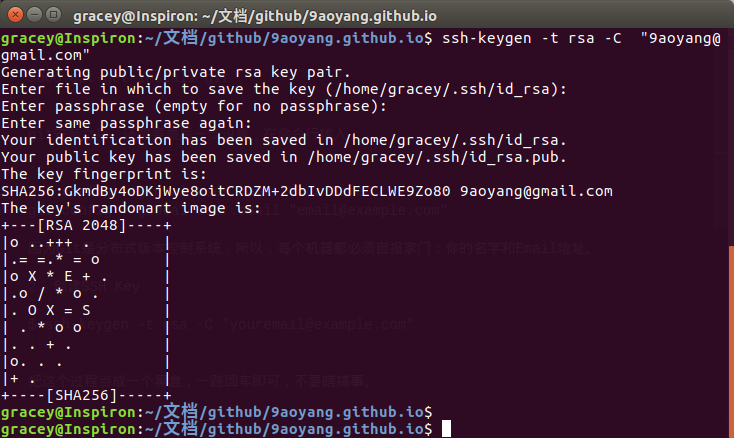 gracey@Inspiron: ~/文档/github/9aoyang.github.io
gracey@Inspiron:~/文档/github/9aoyang.github.io$ ssh-keygen -t rsa -C  "9aoyang@
gmail.com"
Generating public/private rsa key pair.
Enter file in which to save the key (/home/gracey/.ssh/id_rsa):
Enter passphrase (empty for no passphrase):
Enter same passphrase again:
Your identification has been saved in /home/gracey/.ssh/id_rsa.
Your public key has been saved in /home/gracey/.ssh/id_rsa.pub.
The key fingerprint is:
SHA256:GkmdBy4oDKjWye8oitCRDZM+2dbIvDDdFECLWE9Zo80 9aoyang@gmail.com
The key's randomart image is:
+---[RSA 2048]----+
|o ..+++ .        |
|.= =.* = o       |
|o X * E + .      |
|.o / * o .       |
|. O X = S        |
| . * o o         |
|. . + .          |
|o. . .           |
|+ .              |
+----[SHA256]-----+
gracey@Inspiron:~/文档/github/9aoyang.github.io$
gracey@Inspiron:~/文档/github/9aoyang.github.io$